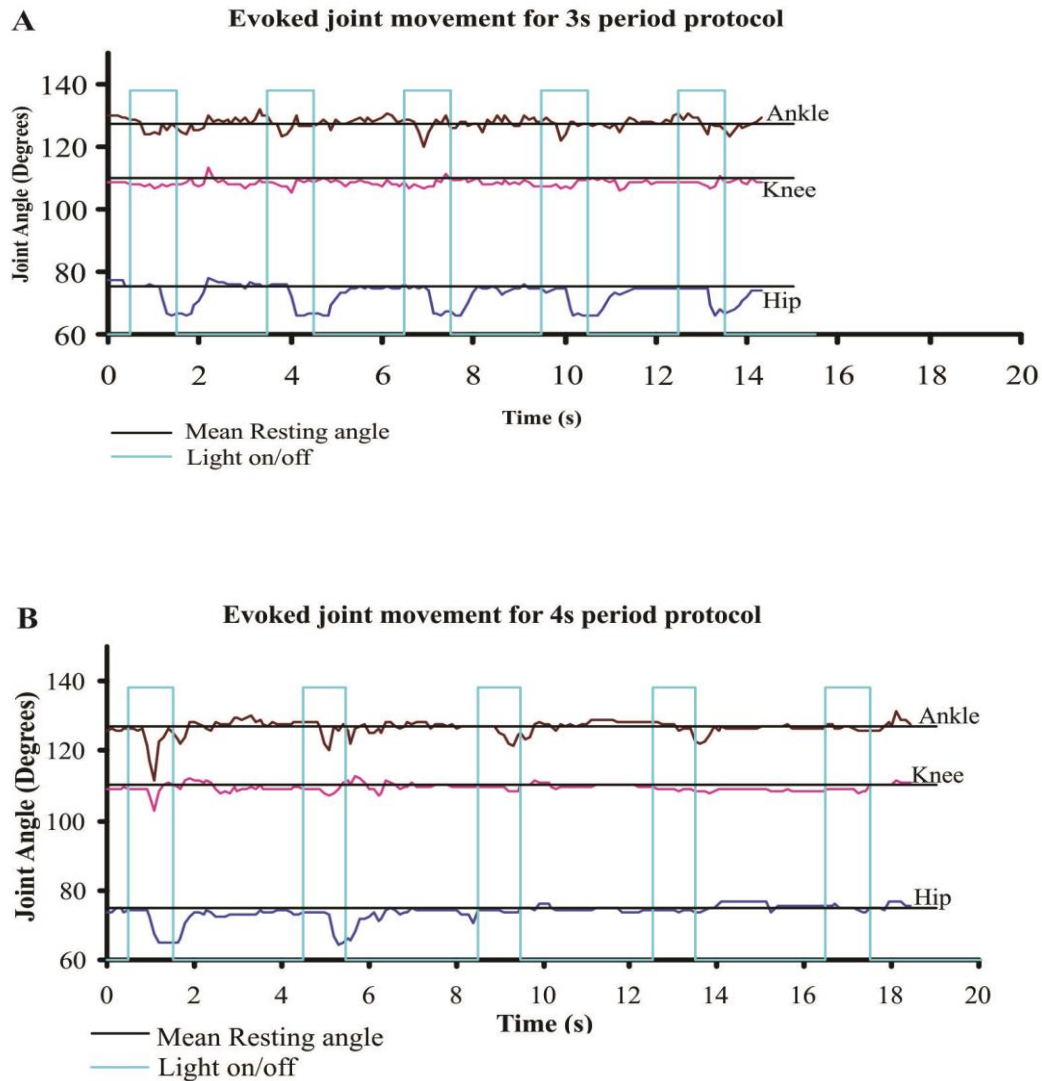 A
Evoked joint movement for 3s period protocol
Joint Angle (Degrees)
140
120
100
80
60
Ankle
Knee
Hip
0 2 4 6 8 10 12 14 16 18 20
Time (s)
Mean Resting angle
Light on/off
B
Evoked joint movement for 4s period protocol
Joint Angle (Degrees)
140
120
100
80
60
Ankle
Knee
Hip
0 2 4 6 8 10 12 14 16 18 20
Time (s)
Mean Resting angle
Light on/off